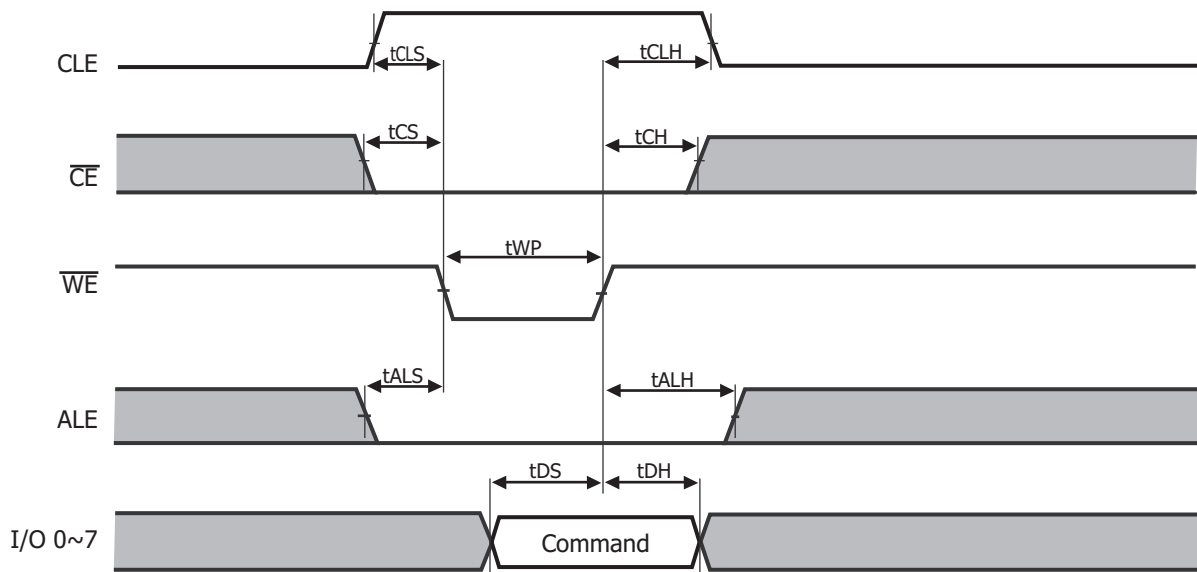 CLE
tCLS
tCLH
CE
tCS
tCH
WE
tWP
ALE
tALS
tALH
I/O 0~7
tDS
tDH
Command